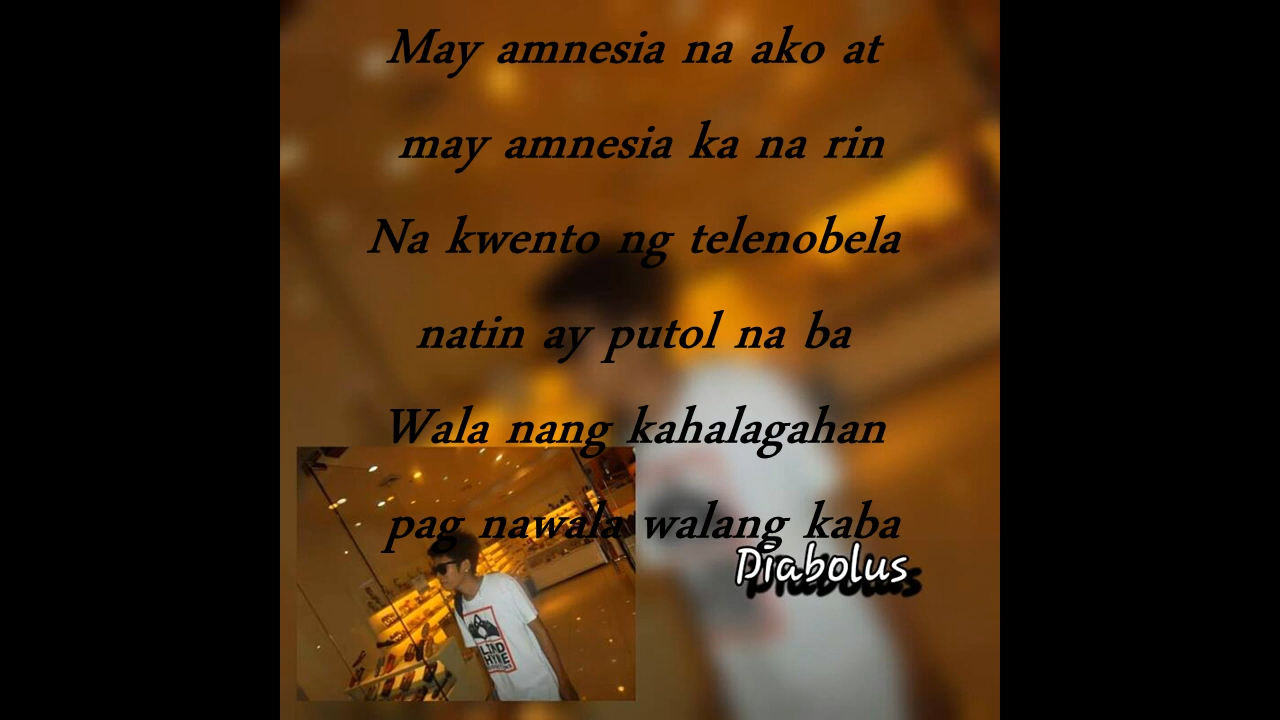 May amnesia na ako at
may amnesia ka na rin
Na kwento ng telenobela
natin ay putol na ba
Wala nang kahalagahan
pag nawala walang kaba
Diabolus